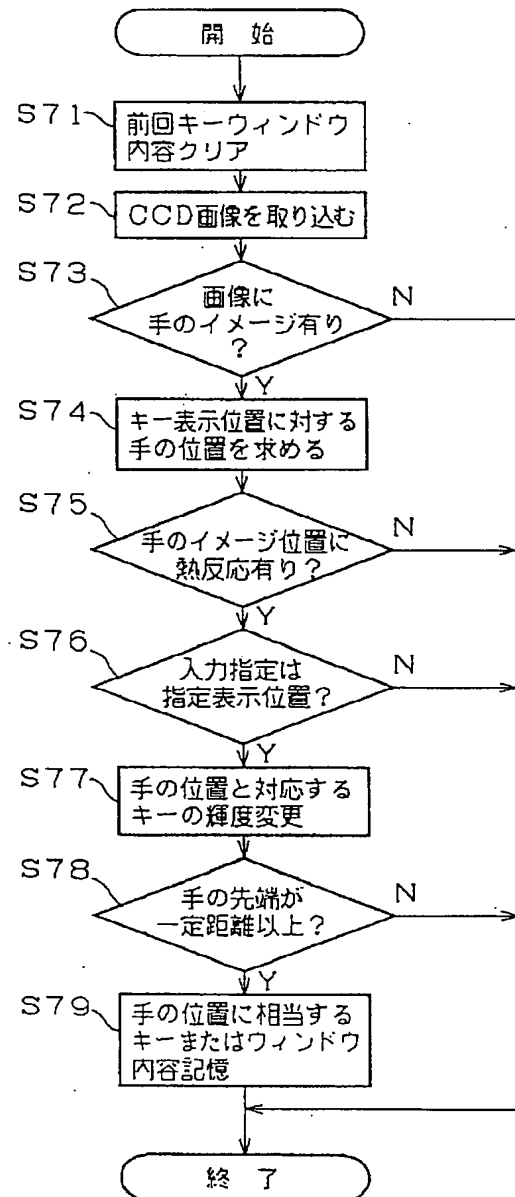 開始
S71
前回キーウィンドウ
内容クリア
S72
CCD画像を取り込む
S73
画像に
手のイメージ有り
?
N
Y
S74
キー表示位置に対する
手の位置を求める
S75
手のイメージ位置に
熱反応有り?
N
Y
S76
入力指定は
指定表示位置?
N
Y
S77
手の位置と対応する
キーの輝度変更
S78
手の先端が
一定距離以上?
N
Y
S79
手の位置に相当する
キーまたはウィンドウ
内容記憶
終了